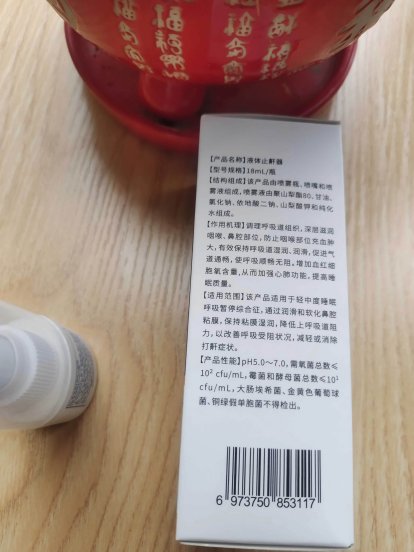 【产品名称】液体止鼾器
【型号规格】18mL/瓶
【结构组成】该产品由喷雾瓶、喷嘴和喷
雾液组成，喷雾液由聚山梨酯80、甘油、
氯化钠、依地酸二钠、山梨酸钾和纯化
水组成。
【作用机理】调理呼吸道组织，深层滋润
咽喉、鼻腔部位，防止咽喉部位充血肿
大，有效保持呼吸道湿润、润滑，促进气
道通畅，使呼吸顺畅无阻。增加血红细
胞氧含量，从而加强心肺功能，提高睡
眠质量。
【适用范围】该产品适用于轻中度睡眠
呼吸暂停综合征，通过润滑和软化鼻腔
粘膜，保持粘膜湿润，降低上呼吸道阻
力，以改善呼吸受阻状况，减轻或消除
打鼾症状。
【产品性能】pH5.0～7.0，需氧菌总数≤
10² cfu/mL，霉菌和酵母菌总数≤10¹
cfu/mL，大肠埃希菌、金黄色葡萄球
菌、铜绿假单胞菌不得检出。
6 973750 853117